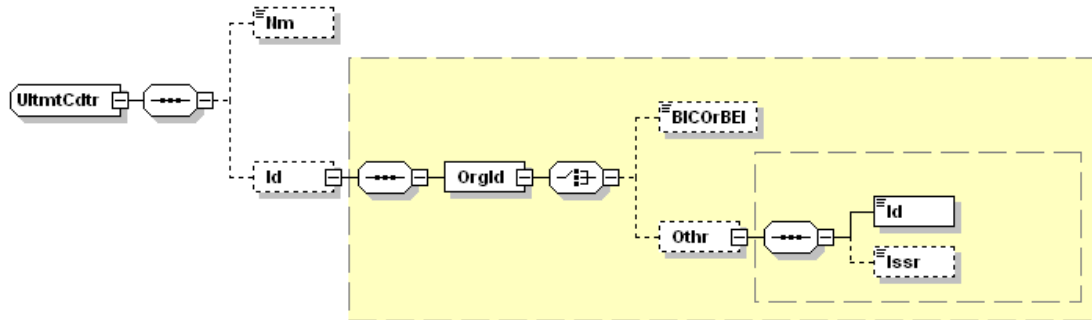 Nm
UltmtCdtr
BICOrBEI
Id
OrgId
Id
Othr
Issr